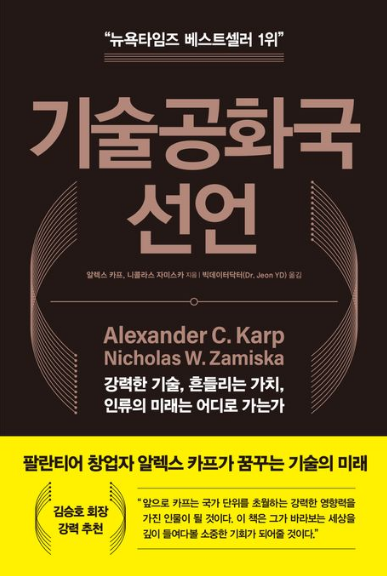 “뉴욕타임즈 베스트셀러 1위”
기술공화국
선언
알렉스 카프, 니콜라스 자미스카 지음 | 빅데이터닥터(Dr. Jeon YD) 옮김
Alexander C. Karp
Nicholas W. Zamiska
강력한 기술, 흔들리는 가치,
인류의 미래는 어디로 가는가
팔란티어 창업자 알렉스 카프가 꿈꾸는 기술의 미래
김승호 회장
강력 추천
“앞으로 카프는 국가 단위를 초월하는 강력한 영향력을
가진 인물이 될 것이다. 이 책은 그가 바라보는 세상을
깊이 들여다볼 소중한 기회가 되어줄 것이다.”